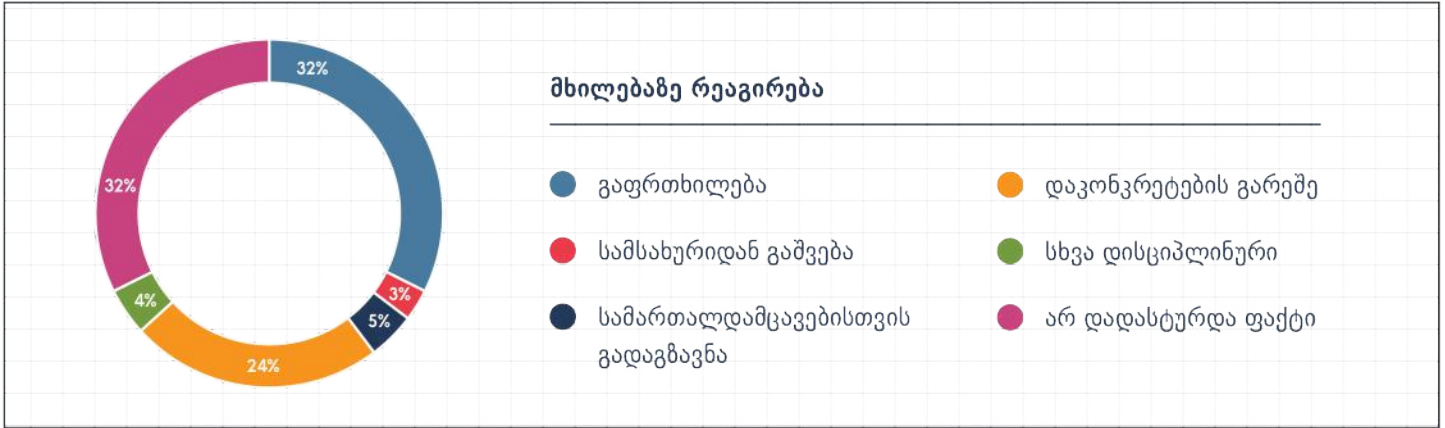 32%
32%
3%
4%
5%
24%
მხილებაზე რეაგირება
გაფრთხილება
სამსახურიდან გაშვება
სამართალდამცავებისთვის
გადაგზავნა
დაკონკრეტების გარეშე
სხვა დისციპლინური
არ დადასტურდა ფაქტი